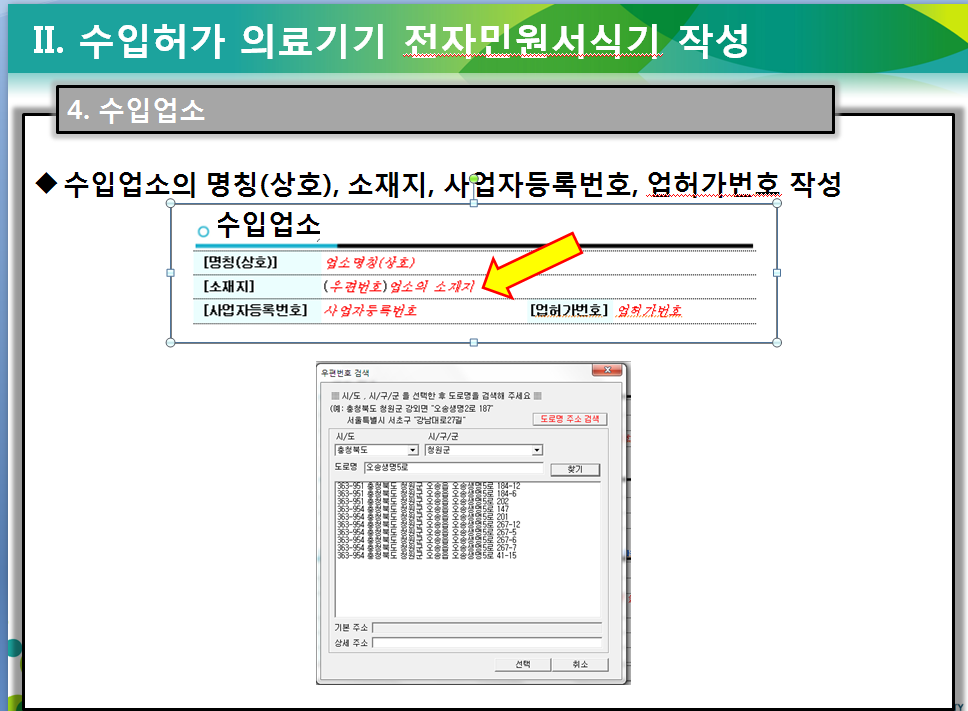 II. 수입허가 의료기기 전자민원서식기 작성
4. 수입업소
◆ 수입업소의 명칭(상호), 소재지, 사업자등록번호, 업허가번호 작성
수입업소
[명칭(상호)] 업소명칭(상호)
[소재지] (우편번호)업소의 소재지
[사업자등록번호] 사업자등록번호 [업허가번호] 업허가번호
우편번호 검색
▒ 시/도 , 시/구/군 을 선택한 후 도로명을 검색해 주세요 ▒
(예: 충청북도 청원군 강외면 "오송생명2로 187"
서울특별시 서초구 "강남대로27길"
도로명 주소 검색
시/도 시/구/군
충청북도 청원군
도로명 오송생명5로 찾기
363-951 충청북도 청원군 오송읍 오송생명5로 184-12
363-951 충청북도 청원군 오송읍 오송생명5로 184-6
363-951 충청북도 청원군 오송읍 오송생명5로 202
363-954 충청북도 청원군 오송읍 오송생명5로 147
363-954 충청북도 청원군 오송읍 오송생명5로 201
363-954 충청북도 청원군 오송읍 오송생명5로 267-12
363-954 충청북도 청원군 오송읍 오송생명5로 267-5
363-954 충청북도 청원군 오송읍 오송생명5로 267-6
363-954 충청북도 청원군 오송읍 오송생명5로 267-7
363-954 충청북도 청원군 오송읍 오송생명5로 41-15
기본 주소
상세 주소
선택 취소